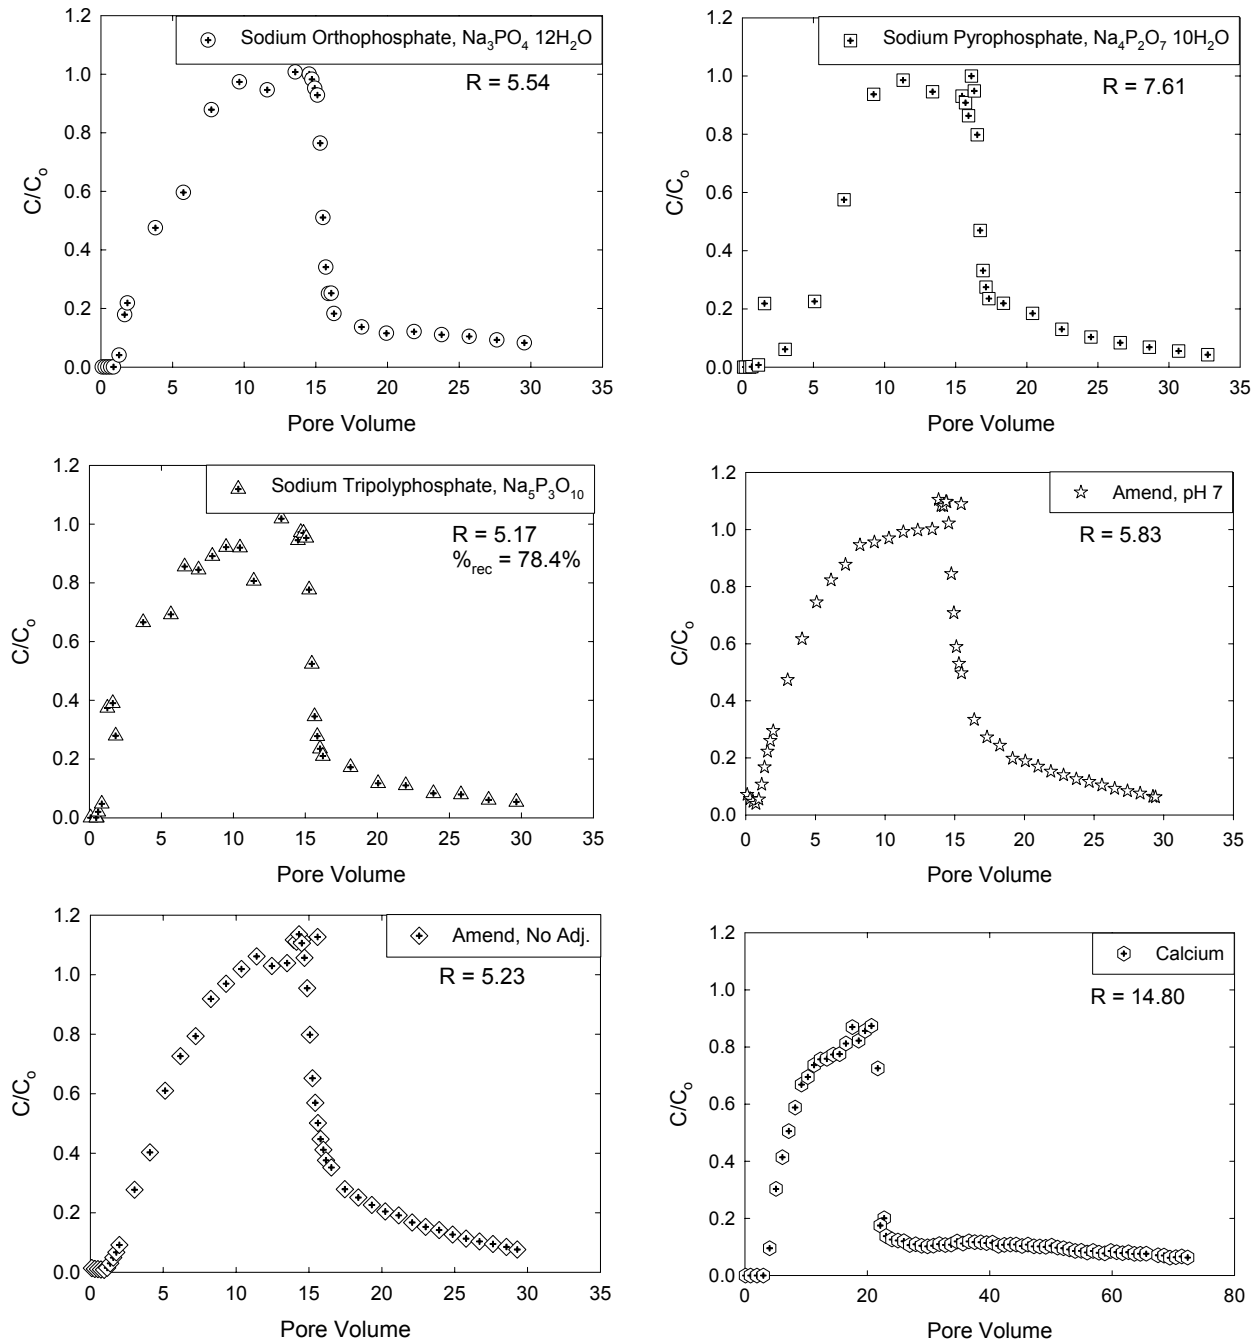 Sodium Orthophosphate, Na₃PO₄ 12H₂O
R = 5.54
1.2
1.0
0.8
0.6
0.4
0.2
0.0
C/Cₒ
0 5 10 15 20 25 30 35
Pore Volume
Sodium Pyrophosphate, Na₄P₂O₇ 10H₂O
R = 7.61
1.2
1.0
0.8
0.6
0.4
0.2
0.0
C/Cₒ
0 5 10 15 20 25 30 35
Pore Volume
Sodium Tripolyphosphate, Na₅P₃O₁₀
R = 5.17
%rec = 78.4%
1.2
1.0
0.8
0.6
0.4
0.2
0.0
C/Cₒ
0 5 10 15 20 25 30 35
Pore Volume
Amend, pH 7
R = 5.83
1.2
1.0
0.8
0.6
0.4
0.2
0.0
C/Cₒ
0 5 10 15 20 25 30 35
Pore Volume
Amend, No Adj.
R = 5.23
1.2
1.0
0.8
0.6
0.4
0.2
0.0
C/Cₒ
0 5 10 15 20 25 30 35
Pore Volume
Calcium
R = 14.80
1.2
1.0
0.8
0.6
0.4
0.2
0.0
C/Cₒ
0 20 40 60 80
Pore Volume